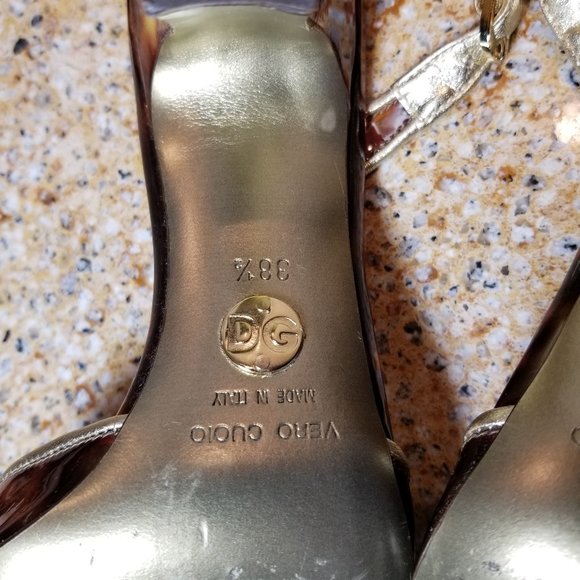 38½
D&G
MADE IN ITALY
VERO CUOIO